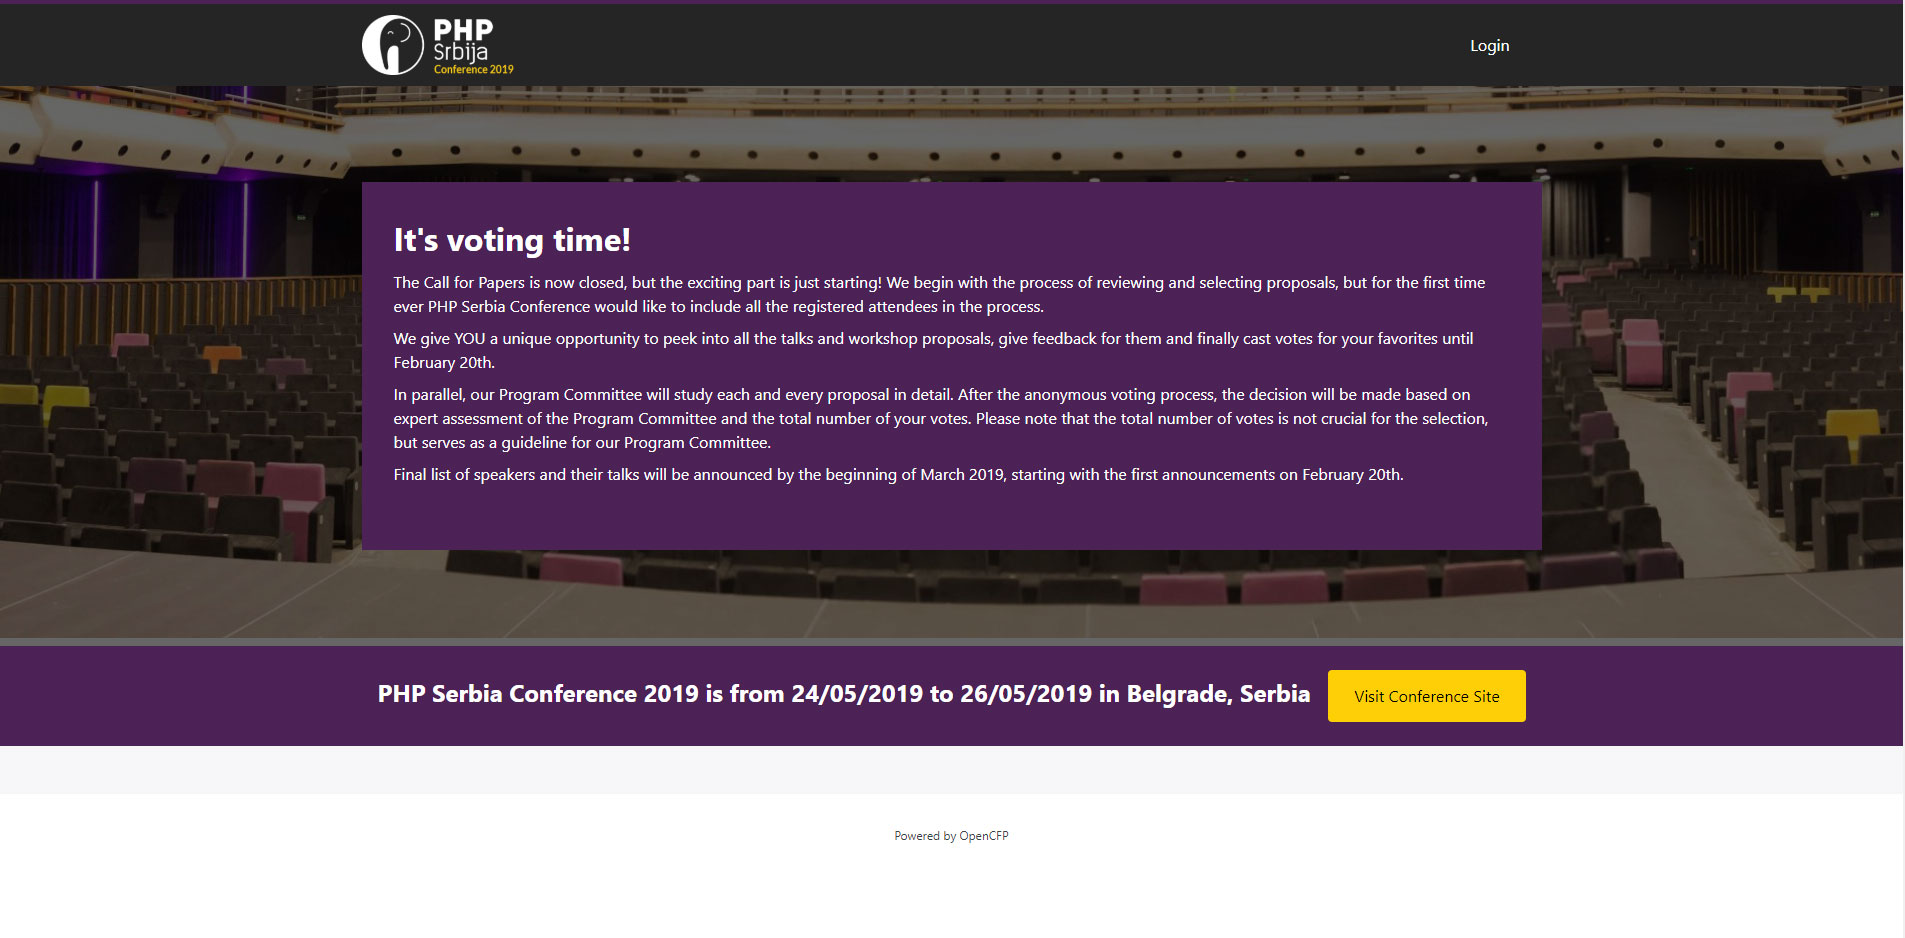 PHP
Srbija
Conference 2019
Login
It's voting time!
The Call for Papers is now closed, but the exciting part is just starting! We begin with the process of reviewing and selecting proposals, but for the first time
ever PHP Serbia Conference would like to include all the registered attendees in the process.
We give YOU a unique opportunity to peek into all the talks and workshop proposals, give feedback for them and finally cast votes for your favorites until
February 20th.
In parallel, our Program Committee will study each and every proposal in detail. After the anonymous voting process, the decision will be made based on
expert assessment of the Program Committee and the total number of your votes. Please note that the total number of votes is not crucial for the selection,
but serves as a guideline for our Program Committee.
Final list of speakers and their talks will be announced by the beginning of March 2019, starting with the first announcements on February 20th.
PHP Serbia Conference 2019 is from 24/05/2019 to 26/05/2019 in Belgrade, Serbia
Visit Conference Site
Powered by OpenCFP